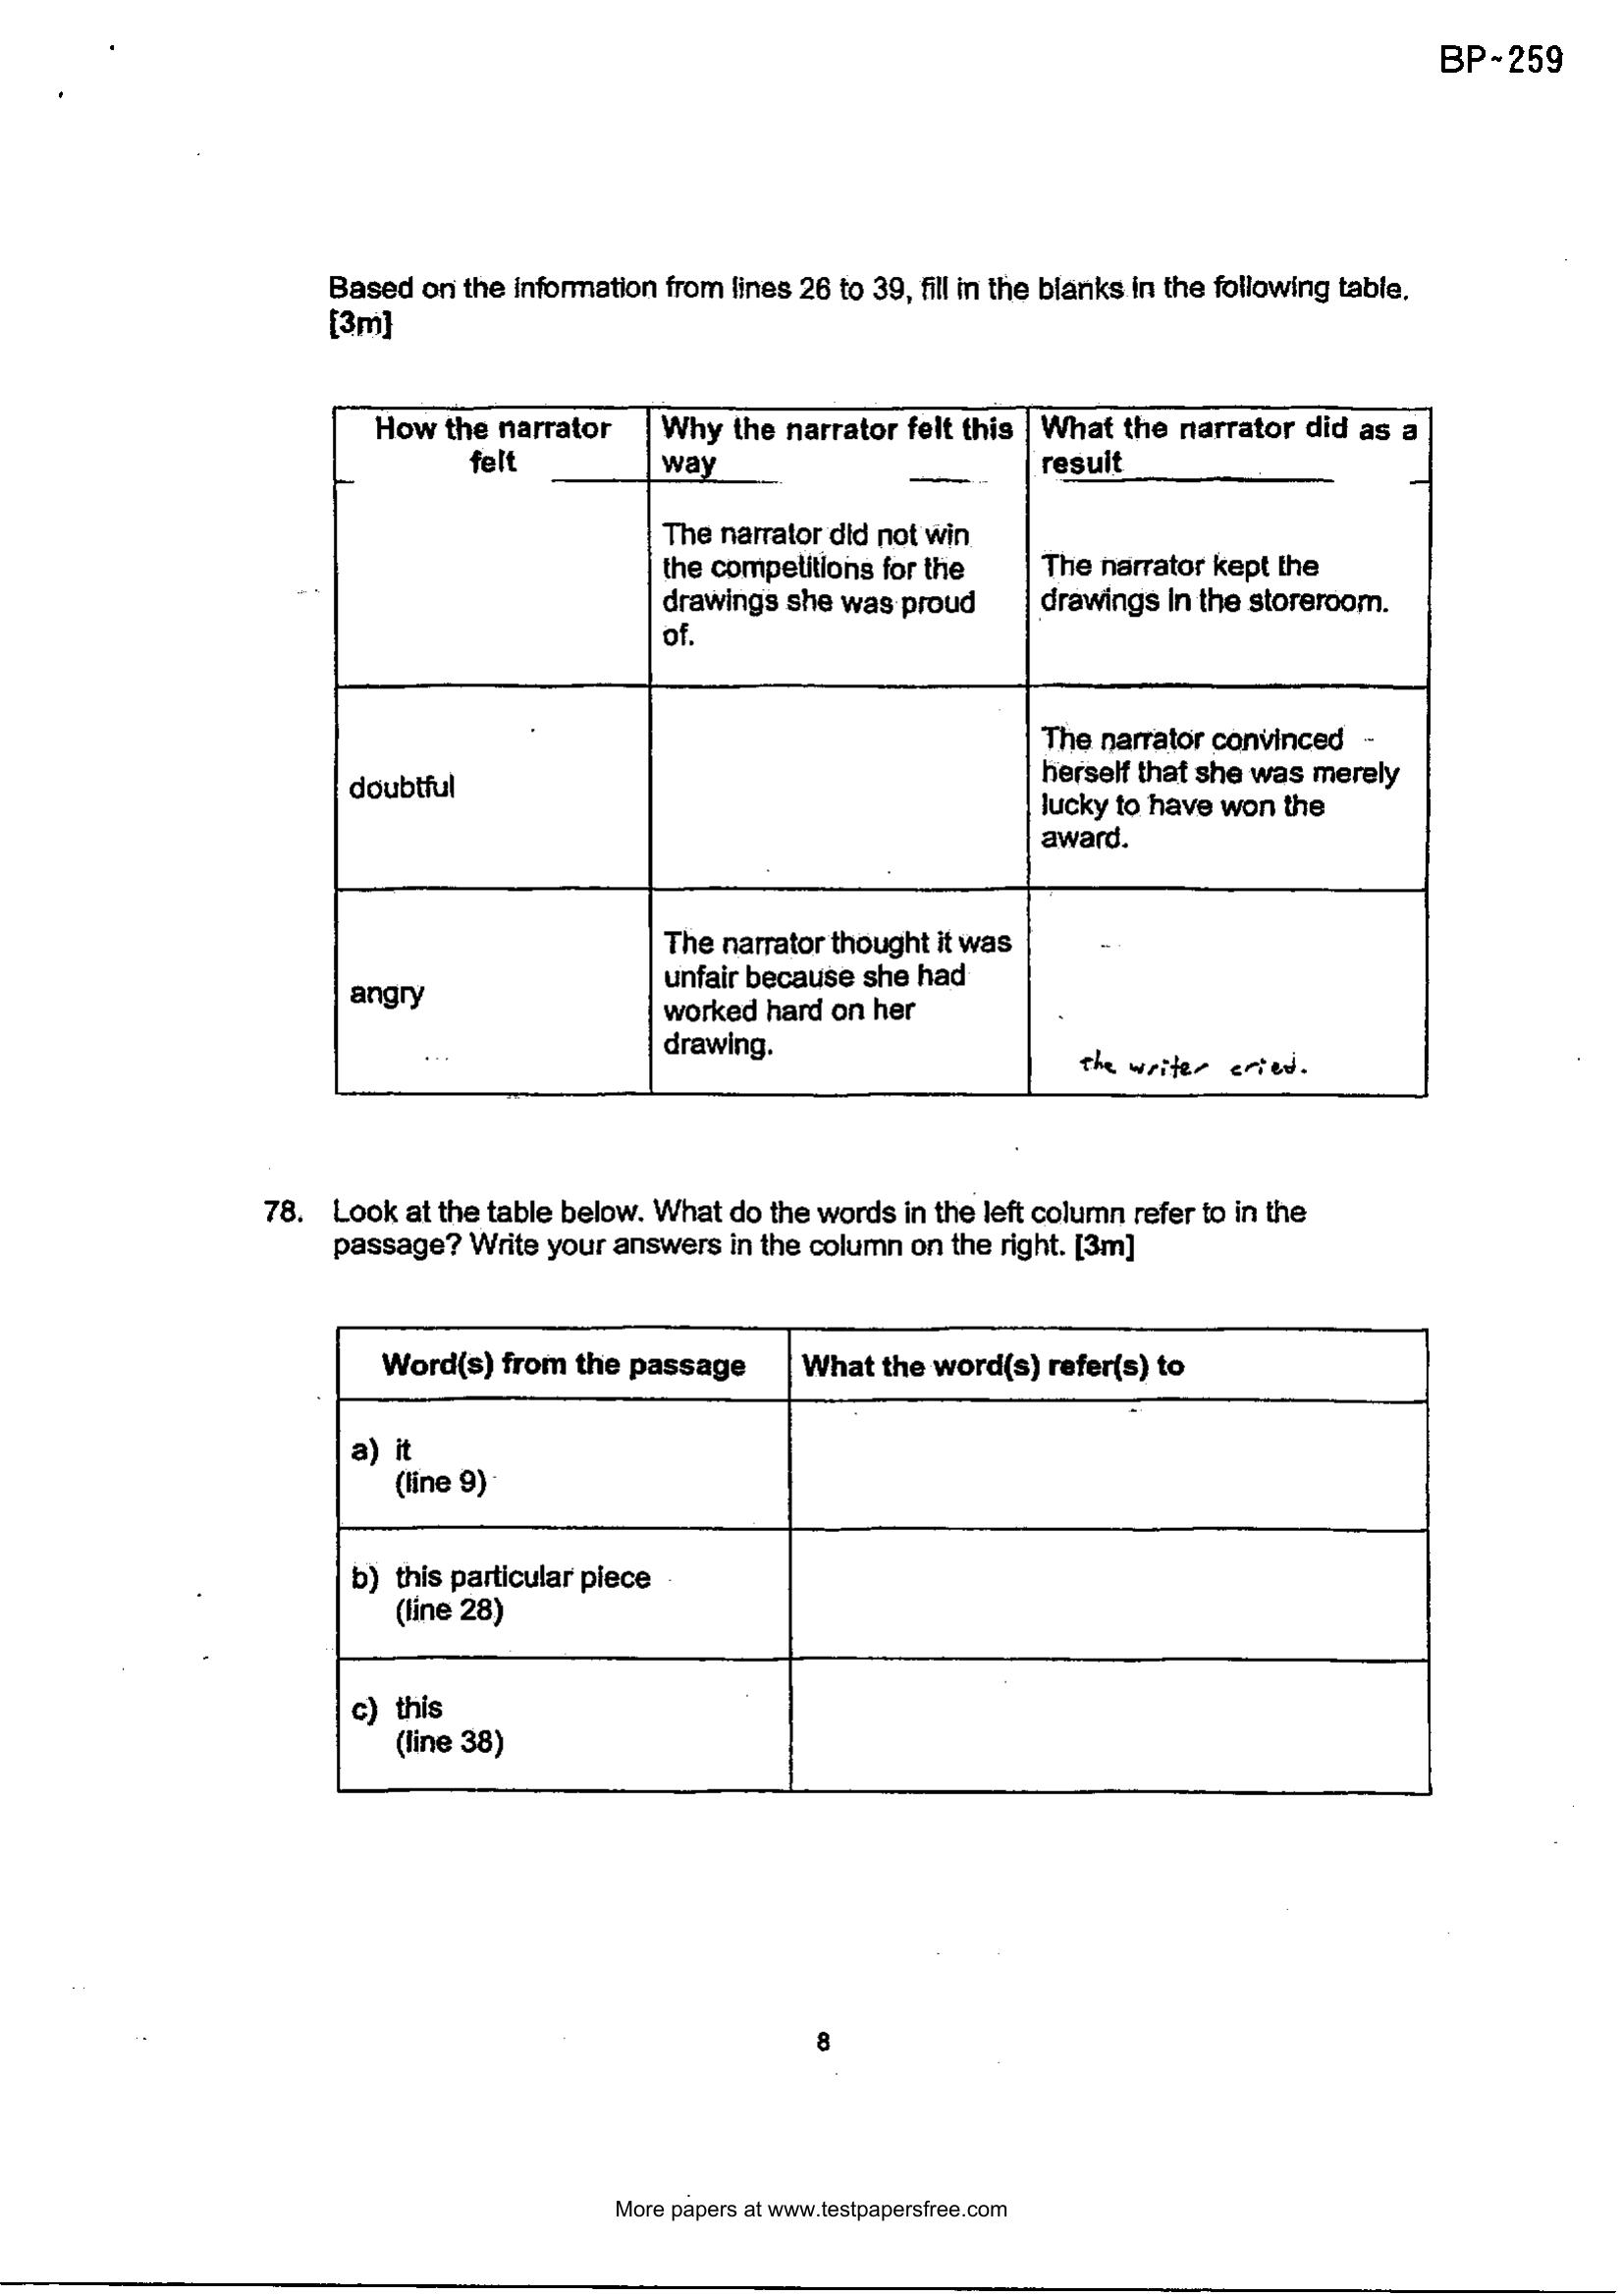 BP~259
Based on the information from lines 26 to 39, fill in the blanks in the following table.
[3m]
How the narrator felt
Why the narrator felt this way
What the narrator did as a result
The narrator did not win
the competitions for the
drawings she was proud
of.
The narrator kept the
drawings in the storeroom.
doubtful
The narrator convinced
herself that she was merely
lucky to have won the
award.
angry
The narrator thought it was
unfair because she had
worked hard on her
drawing.
the writer cried.
78. Look at the table below. What do the words in the left column refer to in the
passage? Write your answers in the column on the right. [3m]
Word(s) from the passage
What the word(s) refer(s) to
a) it
(line 9)
b) this particular piece
(line 28)
c) this
(line 38)
8
More papers at www.testpapersfree.com